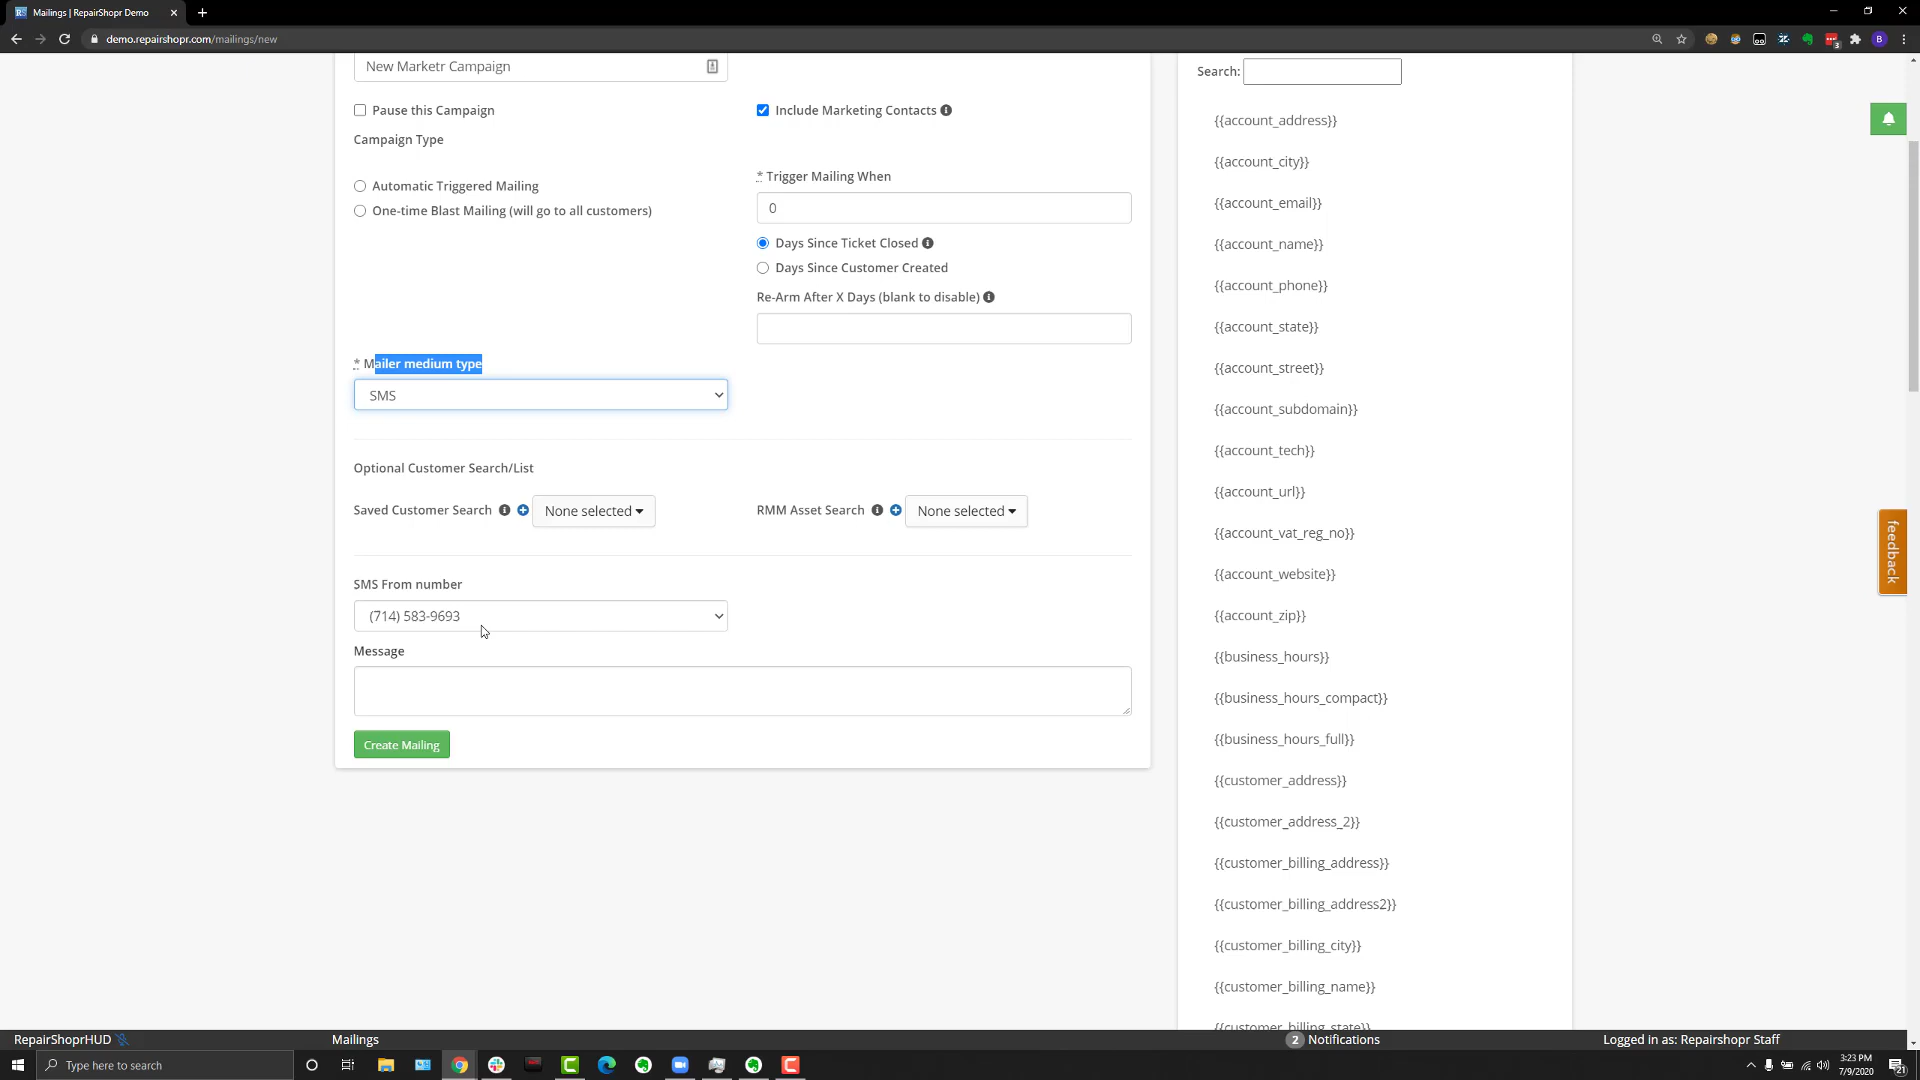 Mailings | RepairShopr Demo
demo.repairshopr.com/mailings/new
New Marketr Campaign
Pause this Campaign
Include Marketing Contacts
Campaign Type
Automatic Triggered Mailing
One-time Blast Mailing (will go to all customers)
* Trigger Mailing When
0
Days Since Ticket Closed
Days Since Customer Created
Re-Arm After X Days (blank to disable)
* Mailer medium type
SMS
Optional Customer Search/List
Saved Customer Search
None selected
RMM Asset Search
None selected
SMS From number
(714) 583-9693
Message
Create Mailing
Search:
{{account_address}}
{{account_city}}
{{account_email}}
{{account_name}}
{{account_phone}}
{{account_state}}
{{account_street}}
{{account_subdomain}}
{{account_tech}}
{{account_url}}
{{account_vat_reg_no}}
{{account_website}}
{{account_zip}}
{{business_hours}}
{{business_hours_compact}}
{{business_hours_full}}
{{customer_address}}
{{customer_address_2}}
{{customer_billing_address}}
{{customer_billing_address2}}
{{customer_billing_city}}
{{customer_billing_name}}
{{customer_billing_state}}
feedback
RepairShoprHUD
Mailings
2 Notifications
Logged in as: Repairshopr Staff
Type here to search
3:23 PM
7/9/2020
21